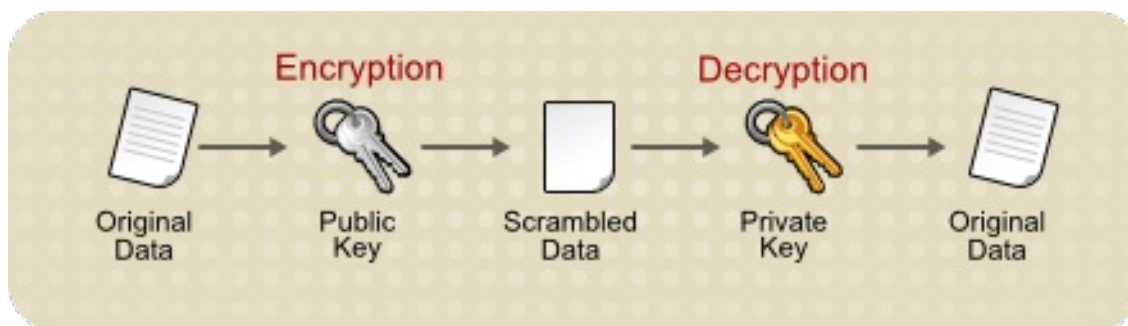 Encryption
Decryption
Original
Data
Public
Key
Scrambled
Data
Private
Key
Original
Data